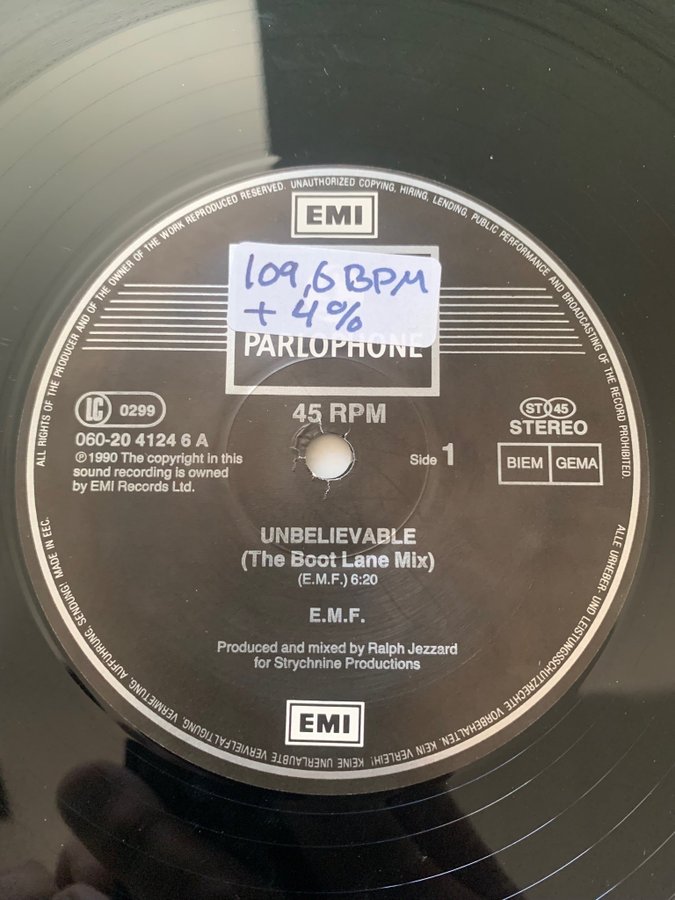 ALL RIGHTS OF THE PRODUCER AND OF THE OWNER OF THE WORK REPRODUCED RESERVED. UNAUTHORIZED COPYING, HIRING, LENDING, PUBLIC PERFORMANCE AND BROADCASTING OF THE RECORD PROHIBITED.
EMI
109,6 BPM
+ 4%
PARLOPHONE
45 RPM
LC 0299
060-20 4124 6 A
℗1990 The copyright in this
sound recording is owned
by EMI Records Ltd.
Side 1
ST 45
STEREO
BIEM GEMA
UNBELIEVABLE
(The Boot Lane Mix)
(E.M.F.) 6:20
E.M.F.
Produced and mixed by Ralph Jezzard
for Strychnine Productions
EMI
ALLE URHEBER- UND LEISTUNGSSCHUTZRECHTE VORBEHALTEN. KEIN VERLEIH! KEINE UNERLAUBTE VERVIELFÄLTIGUNG, VERMIETUNG, AUFFÜHRUNG, SENDUNG! MADE IN EEC.